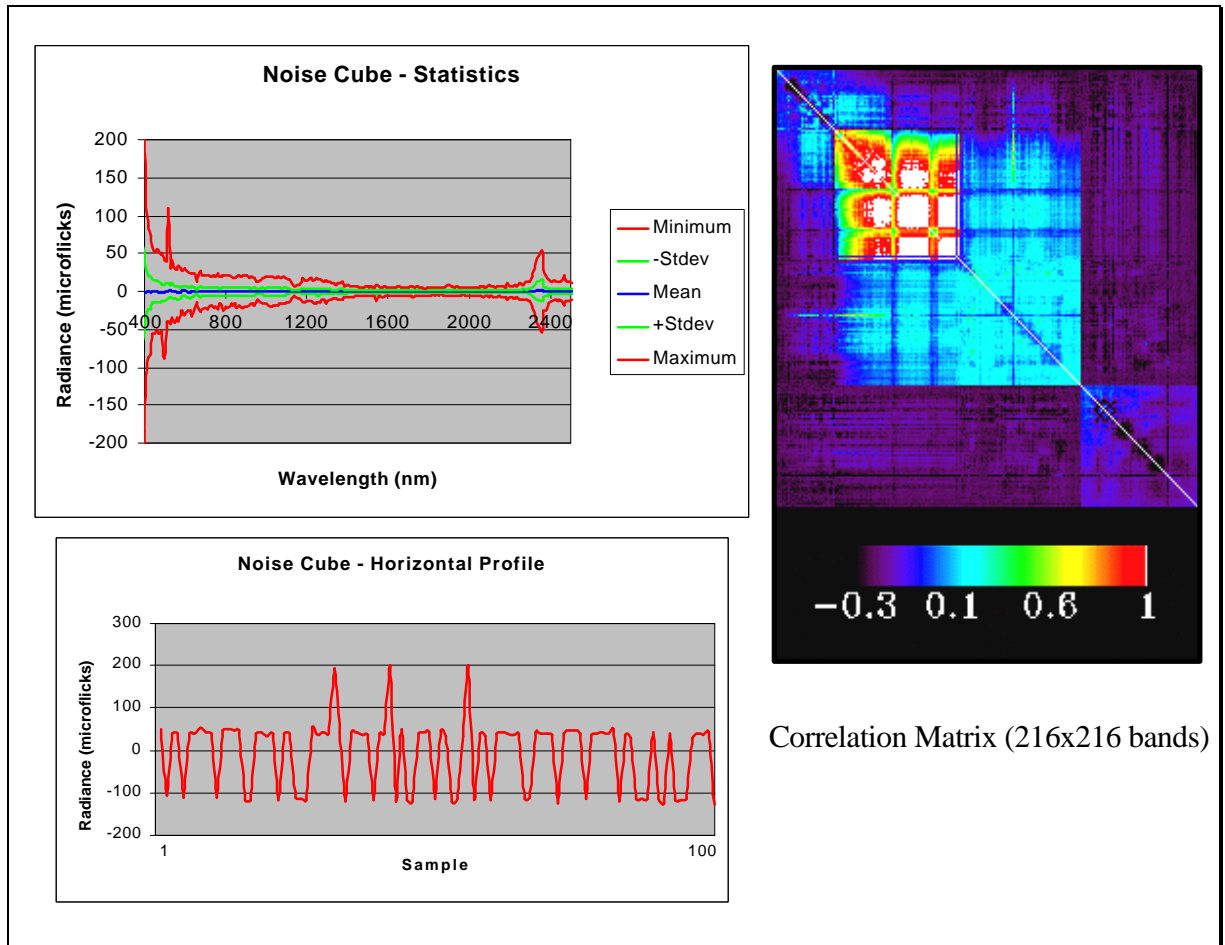 Noise Cube - Statistics
200
150
100
50
0
-50
-100
-150
-200
400 800 1200 1600 2000 2400
Radiance (microflicks)
Wavelength (nm)
Minimum
-Stdev
Mean
+Stdev
Maximum
Noise Cube - Horizontal Profile
300
200
100
0
-100
-200
1 100
Radiance (microflicks)
Sample
-0.3 0.1 0.6 1
Correlation Matrix (216x216 bands)